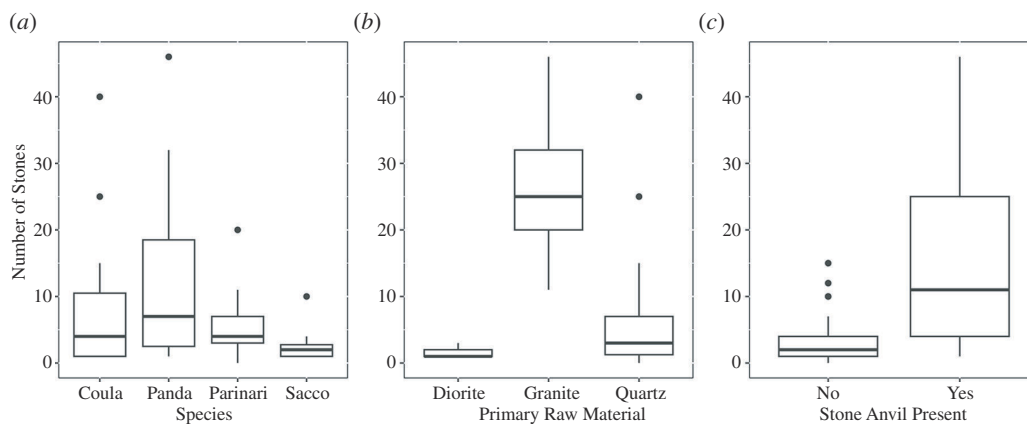 (a)
Number of Stones
40
30
20
10
0
Coula Panda Parinari Sacco
Species
(b)
40
30
20
10
0
Diorite Granite Quartz
Primary Raw Material
(c)
40
30
20
10
0
No Yes
Stone Anvil Present